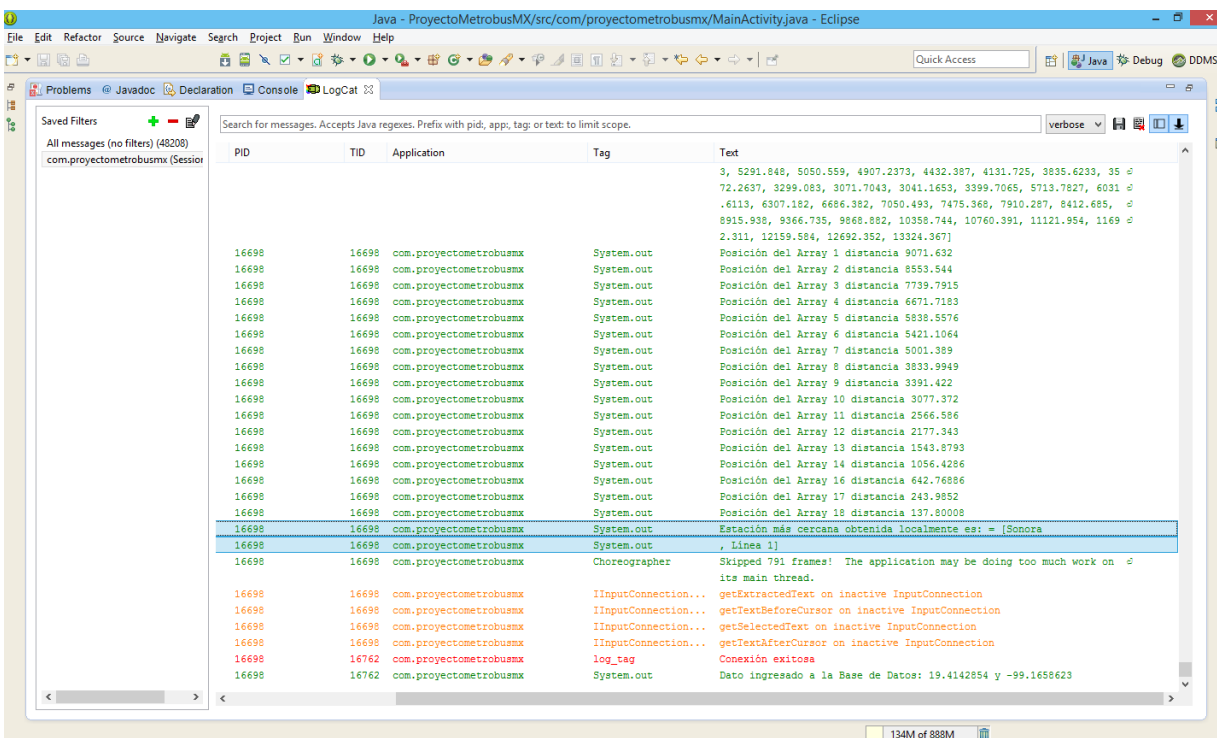 Java - ProyectoMetrobusMX/src/com/proyectometrobusmx/MainActivity.java - Eclipse
File Edit Refactor Source Navigate Search Project Run Window Help
Quick Access Java Debug DDMS
Problems @ Javadoc Declaration Console LogCat
Saved Filters
All messages (no filters) (48208)
com.proyectometrobusmx (Session
Search for messages. Accepts Java regexes. Prefix with pid:, app:, tag: or text: to limit scope. verbose
PID TID Application Tag Text
3, 5291.848, 5050.559, 4907.2373, 4432.387, 4131.725, 3835.6233, 35
72.2637, 3299.083, 3071.7043, 3041.1653, 3399.7065, 5713.7827, 6031
.6113, 6307.182, 6686.382, 7050.493, 7475.368, 7910.287, 8412.685,
8915.938, 9366.735, 9868.882, 10358.744, 10760.391, 11121.954, 1169
2.311, 12159.584, 12692.352, 13324.367]
16698 16698 com.proyectometrobusmx System.out Posición del Array 1 distancia 9071.632
16698 16698 com.proyectometrobusmx System.out Posición del Array 2 distancia 8553.544
16698 16698 com.proyectometrobusmx System.out Posición del Array 3 distancia 7739.7915
16698 16698 com.proyectometrobusmx System.out Posición del Array 4 distancia 6671.7183
16698 16698 com.proyectometrobusmx System.out Posición del Array 5 distancia 5838.5576
16698 16698 com.proyectometrobusmx System.out Posición del Array 6 distancia 5421.1064
16698 16698 com.proyectometrobusmx System.out Posición del Array 7 distancia 5001.389
16698 16698 com.proyectometrobusmx System.out Posición del Array 8 distancia 3833.9949
16698 16698 com.proyectometrobusmx System.out Posición del Array 9 distancia 3391.422
16698 16698 com.proyectometrobusmx System.out Posición del Array 10 distancia 3077.372
16698 16698 com.proyectometrobusmx System.out Posición del Array 11 distancia 2566.586
16698 16698 com.proyectometrobusmx System.out Posición del Array 12 distancia 2177.343
16698 16698 com.proyectometrobusmx System.out Posición del Array 13 distancia 1543.8793
16698 16698 com.proyectometrobusmx System.out Posición del Array 14 distancia 1056.4286
16698 16698 com.proyectometrobusmx System.out Posición del Array 16 distancia 642.76886
16698 16698 com.proyectometrobusmx System.out Posición del Array 17 distancia 243.9852
16698 16698 com.proyectometrobusmx System.out Posición del Array 18 distancia 137.80008
16698 16698 com.proyectometrobusmx System.out Estación más cercana obtenida localmente es: = [Sonora
16698 16698 com.proyectometrobusmx System.out , Línea 1]
16698 16698 com.proyectometrobusmx Choreographer Skipped 791 frames! The application may be doing too much work on
its main thread.
16698 16698 com.proyectometrobusmx IInputConnection... getExtractedText on inactive InputConnection
16698 16698 com.proyectometrobusmx IInputConnection... getTextBeforeCursor on inactive InputConnection
16698 16698 com.proyectometrobusmx IInputConnection... getSelectedText on inactive InputConnection
16698 16698 com.proyectometrobusmx IInputConnection... getTextAfterCursor on inactive InputConnection
16698 16762 com.proyectometrobusmx log_tag Conexión exitosa
16698 16762 com.proyectometrobusmx System.out Dato ingresado a la Base de Datos: 19.4142854 y -99.1658623
134M of 888M